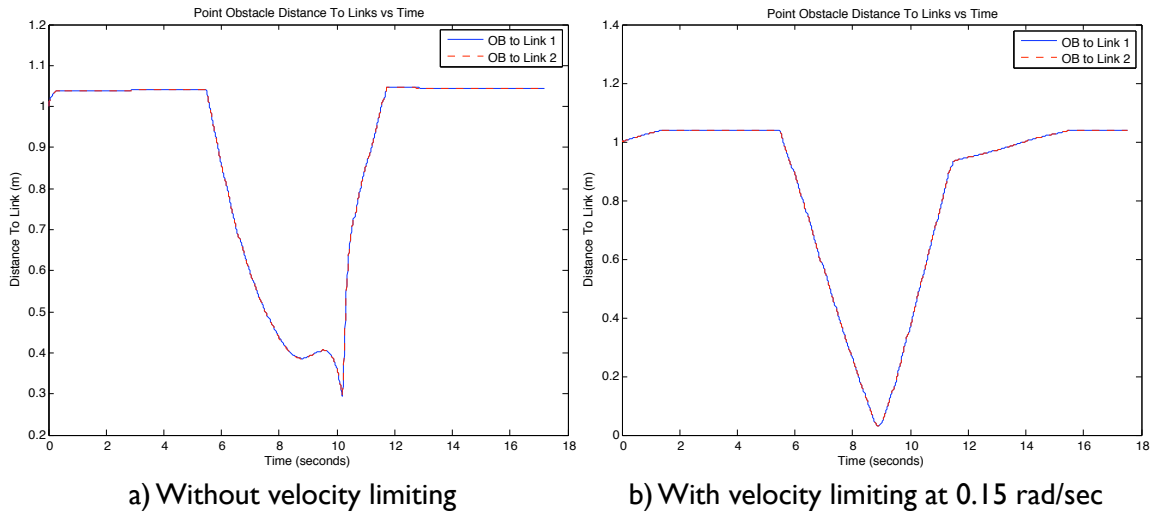 Point Obstacle Distance To Links vs Time
1.2
1.1
1
0.9
0.8
0.7
0.6
0.5
0.4
0.3
0.2
0 2 4 6 8 10 12 14 16 18
Distance To Link (m)
Time (seconds)
OB to Link 1
OB to Link 2
a) Without velocity limiting
Point Obstacle Distance To Links vs Time
1.4
1.2
1
0.8
0.6
0.4
0.2
0
0 2 4 6 8 10 12 14 16 18
Distance To Link (m)
Time (seconds)
OB to Link 1
OB to Link 2
b) With velocity limiting at 0.15 rad/sec